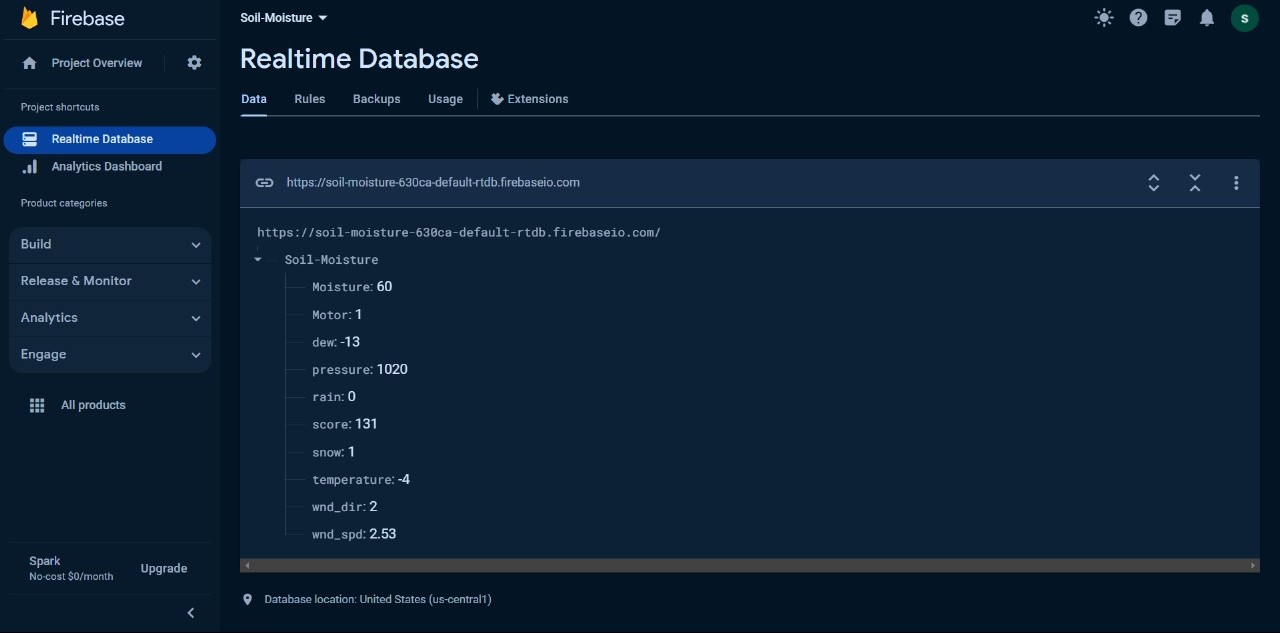 Firebase
Project Overview
Project shortcuts
Realtime Database
Analytics Dashboard
Product categories
Build
Release & Monitor
Analytics
Engage
All products
Spark
No-cost $0/month
Upgrade
Soil-Moisture
S
Realtime Database
Data Rules Backups Usage Extensions
https://soil-moisture-630ca-default-rtdb.firebaseio.com
https://soil-moisture-630ca-default-rtdb.firebaseio.com/
Soil-Moisture
Moisture: 60
Motor: 1
dew: -13
pressure: 1020
rain: 0
score: 131
snow: 1
temperature: -4
wnd_dir: 2
wnd_spd: 2.53
Database location: United States (us-central1)